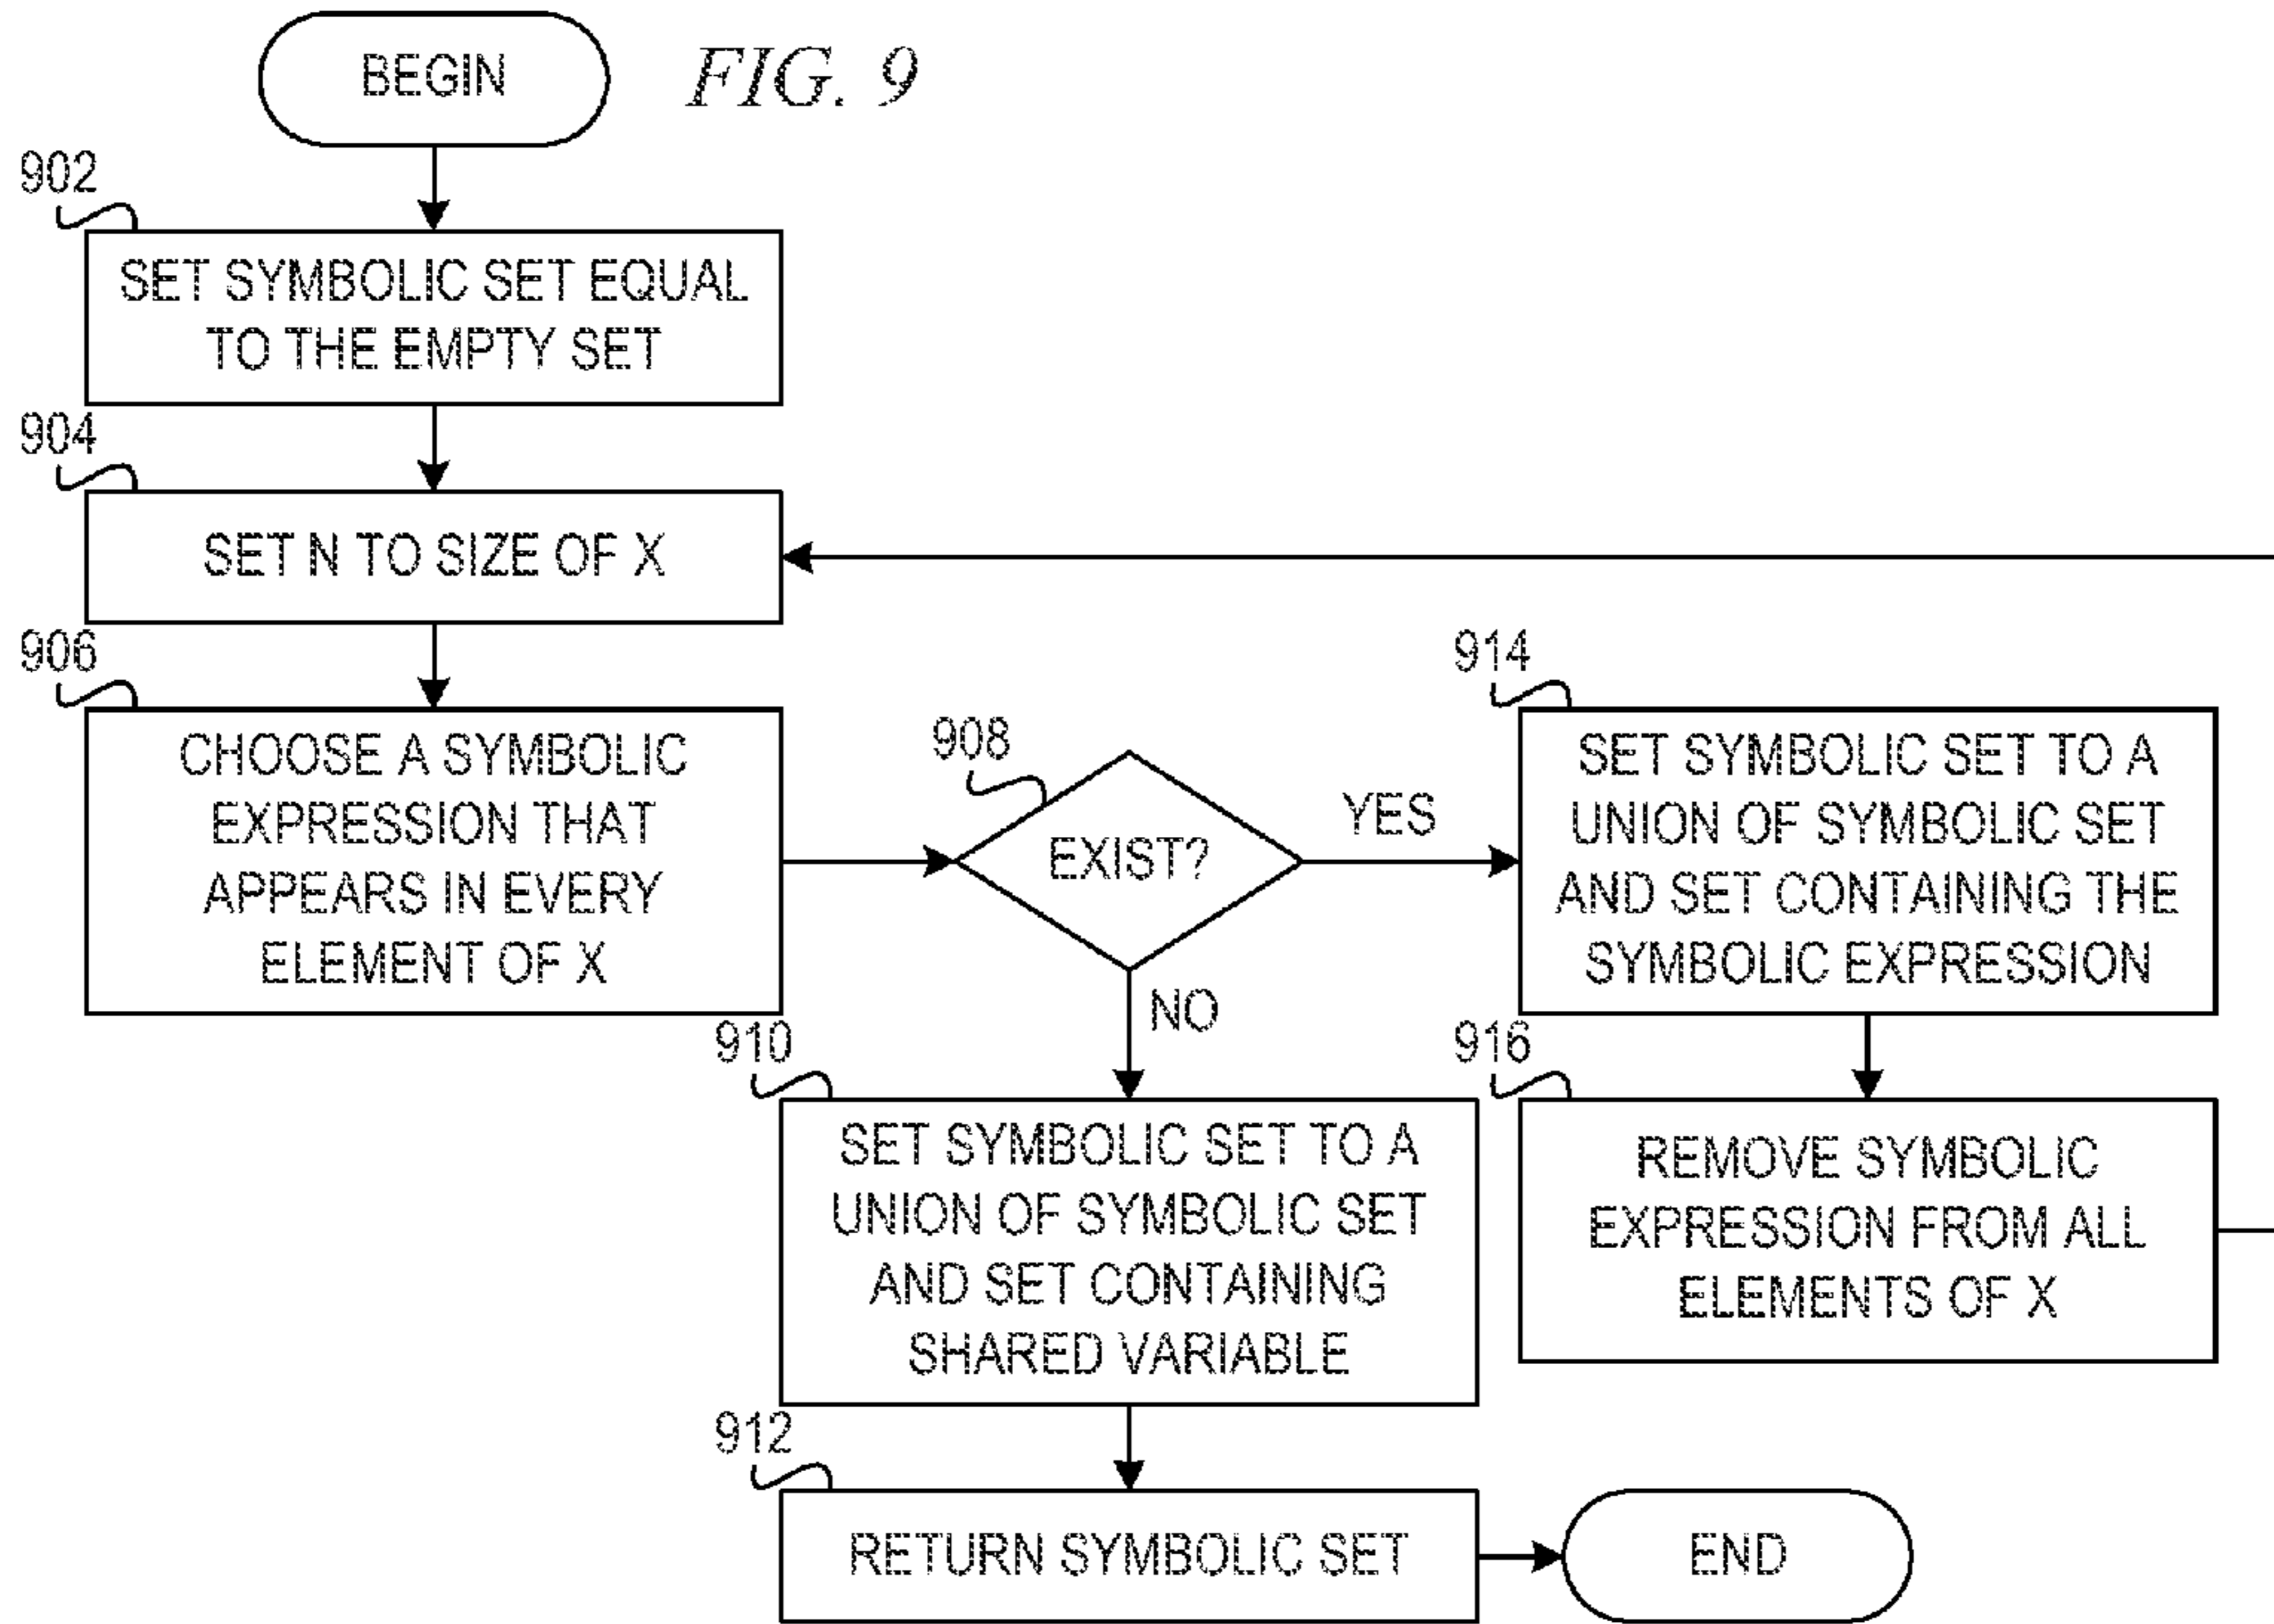 BEGIN
FIG. 9
902
SET SYMBOLIC SET EQUAL
TO THE EMPTY SET
904
SET N TO SIZE OF X
906
CHOOSE A SYMBOLIC
EXPRESSION THAT
APPEARS IN EVERY
ELEMENT OF X
908
EXIST?
YES
NO
914
SET SYMBOLIC SET TO A
UNION OF SYMBOLIC SET
AND SET CONTAINING THE
SYMBOLIC EXPRESSION
910
SET SYMBOLIC SET TO A
UNION OF SYMBOLIC SET
AND SET CONTAINING
SHARED VARIABLE
916
REMOVE SYMBOLIC
EXPRESSION FROM ALL
ELEMENTS OF X
912
RETURN SYMBOLIC SET
END